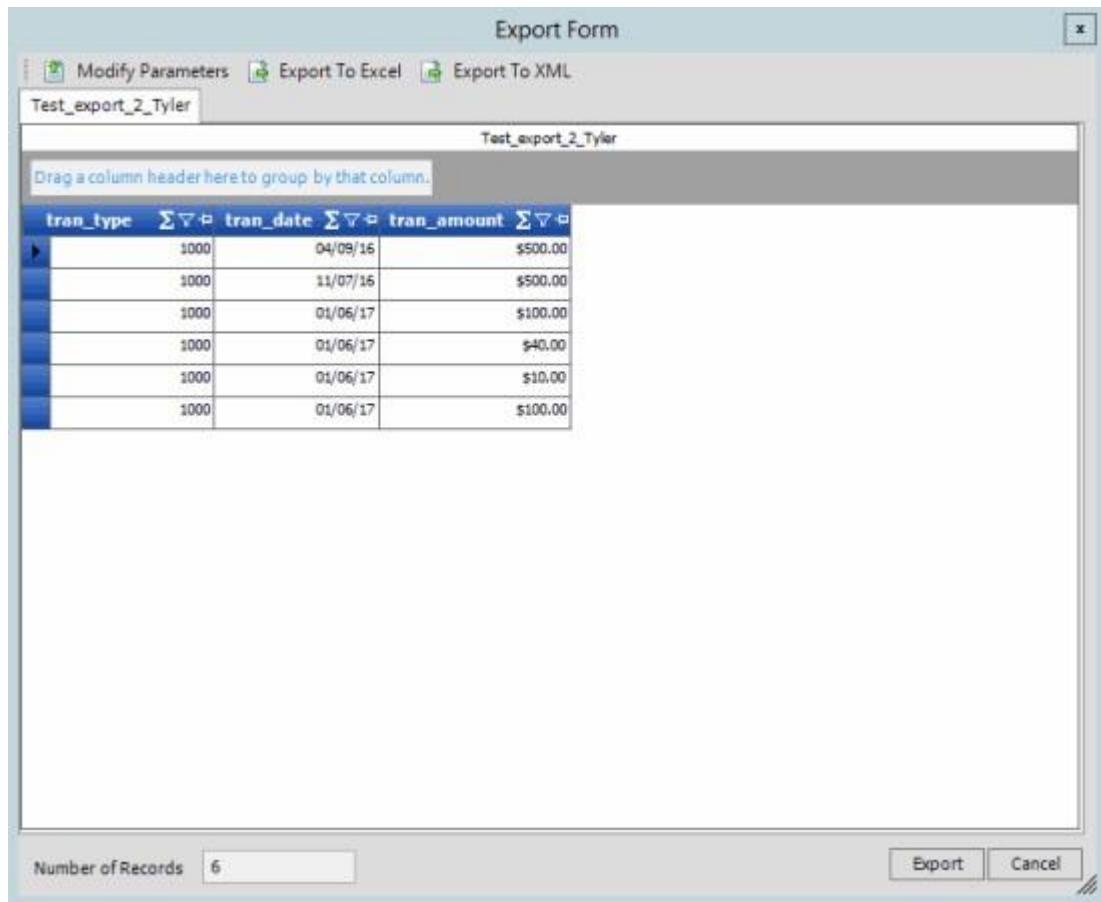 Export Form
x
Modify Parameters Export To Excel Export To XML
Test_export_2_Tyler
Test_export_2_Tyler
Drag a column header here to group by that column.
tran_type Σ tran_date Σ tran_amount Σ
1000 04/09/16 $500.00
1000 11/07/16 $500.00
1000 01/06/17 $100.00
1000 01/06/17 $40.00
1000 01/06/17 $10.00
1000 01/06/17 $100.00
Number of Records 6 Export Cancel